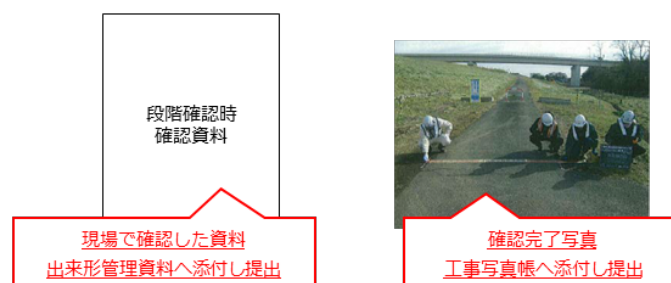 段階確認時
確認資料
現場で確認した資料
出来形管理資料へ添付し提出
確認完了写真
工事写真帳へ添付し提出